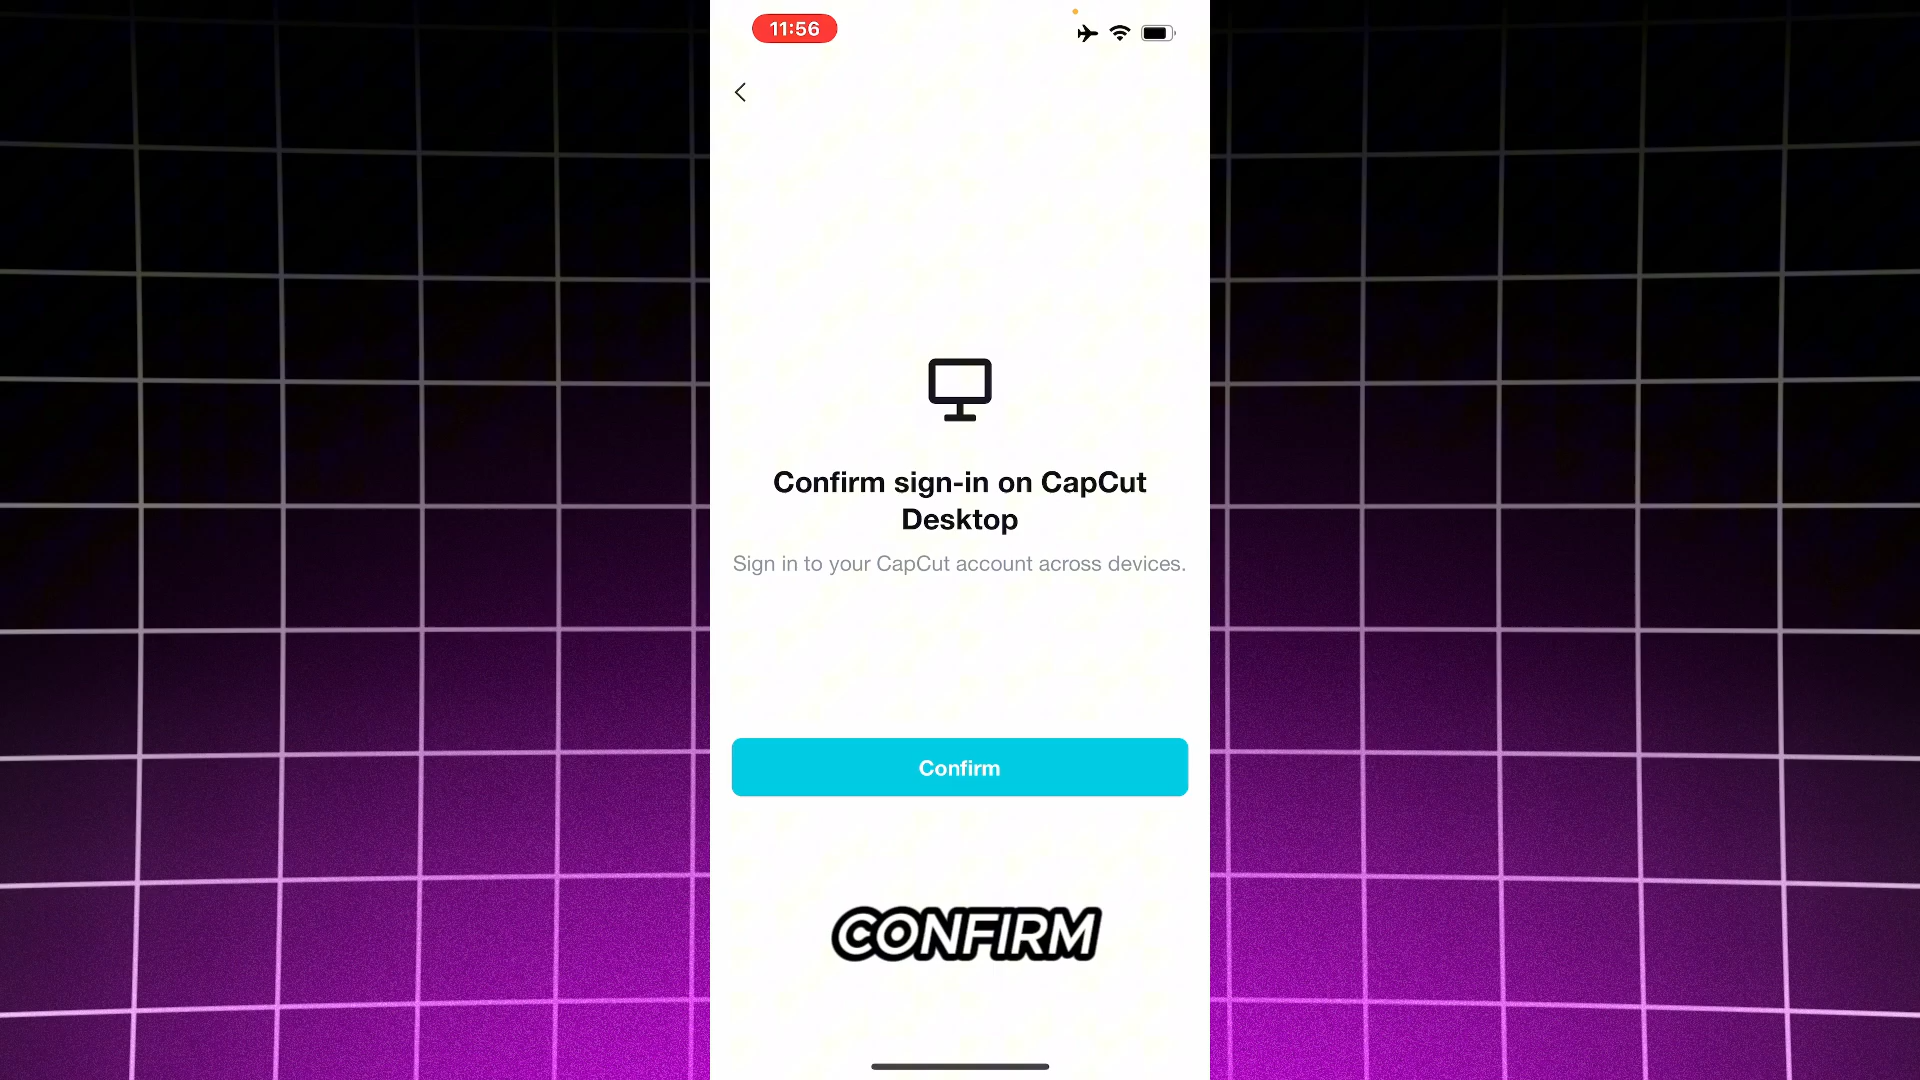 11:56
Confirm sign-in on CapCut
Desktop
Sign in to your CapCut account across devices.
Confirm
CONFIRM